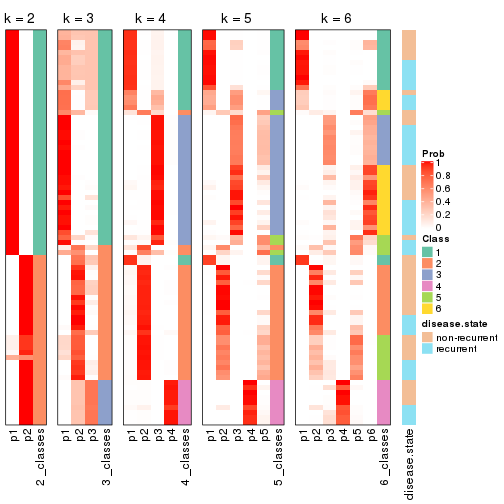 k = 2 k = 3 k = 4 k = 5 k = 6
Prob
1
0.8
0.6
0.4
0.2
0
Class
1
2
3
4
5
6
disease.state
non-recurrent
recurrent
p1 p2 2_classes p1 p2 p3 3_classes p1 p2 p3 p4 4_classes p1 p2 p3 p4 p5 5_classes p1 p2 p3 p4 p5 p6 6_classes disease.state